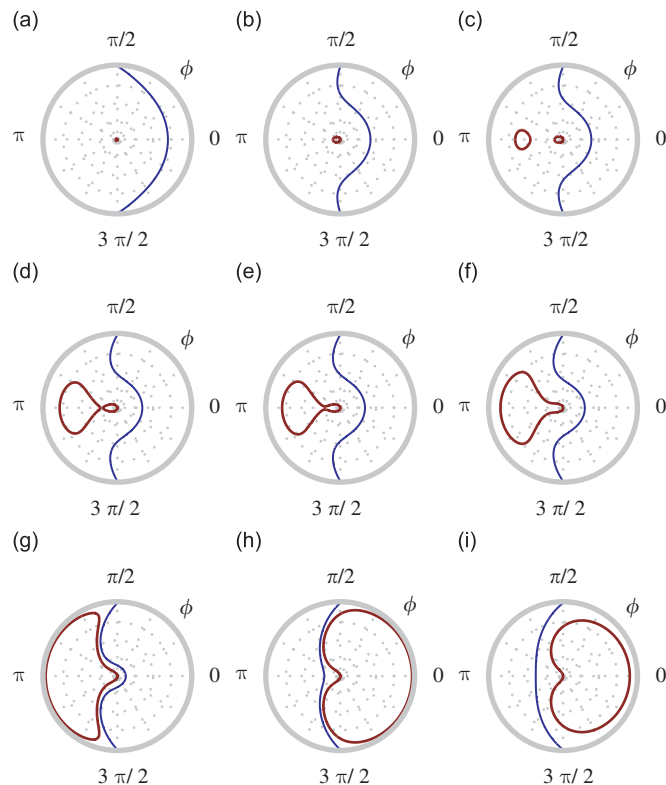 (a) (b) (c)
π/2 π/2 π/2
ϕ ϕ ϕ
π 0 π 0 π 0
3 π/ 2 3 π/ 2 3 π/2
(d) (e) (f)
π/2 π/2 π/2
ϕ ϕ ϕ
π 0 π 0 π 0
3 π/ 2 3 π/ 2 3 π/ 2
(g) (h) (i)
π/2 π/2 π/2
ϕ ϕ ϕ
π 0 π 0 π 0
3 π/ 2 3 π/ 2 3 π/ 2